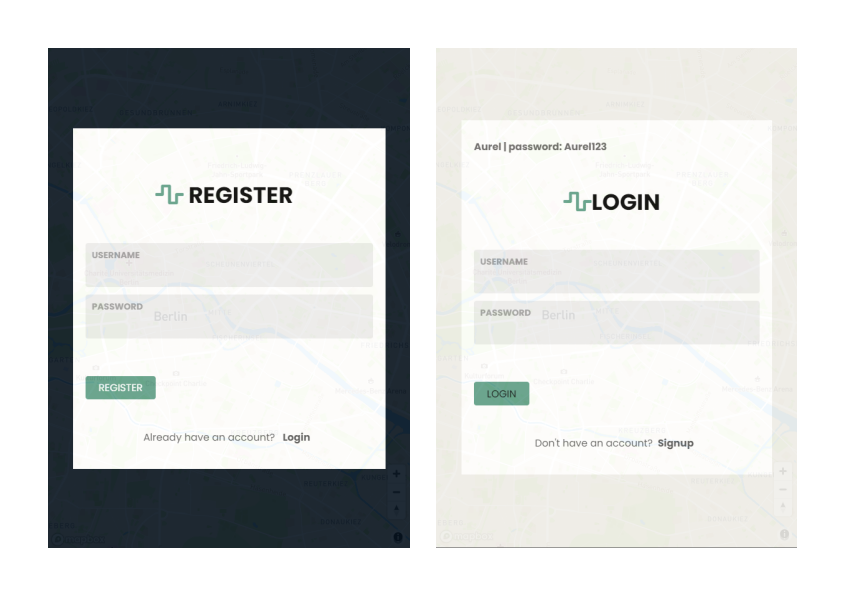 REGISTER
USERNAME
PASSWORD
Berlin
REGISTER
Already have an account? Login
Aurel | password: Aurel123
LOGIN
USERNAME
PASSWORD
Berlin
LOGIN
Don't have an account? Signup